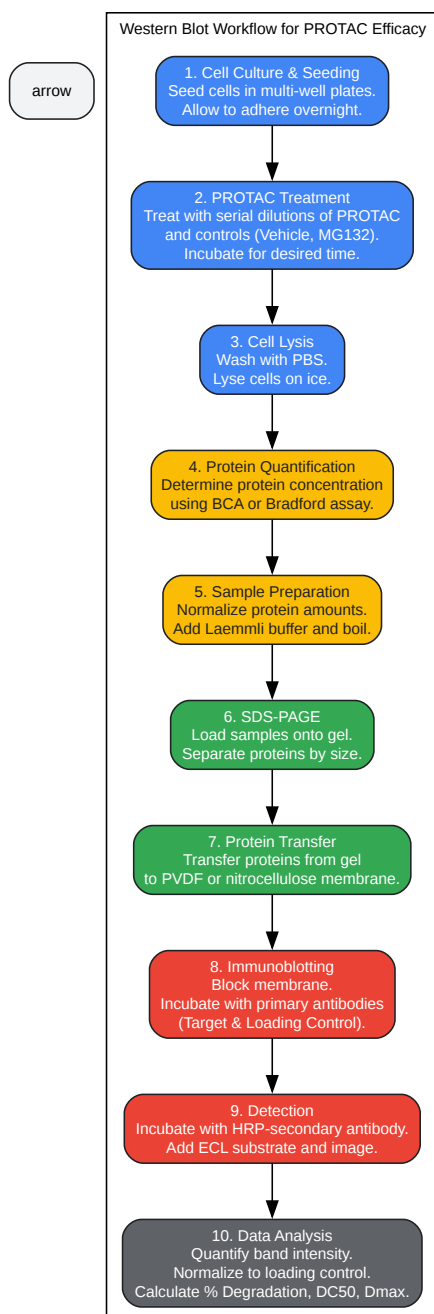 Western Blot Workflow for PROTAC Efficacy
arrow
1. Cell Culture & Seeding
Seed cells in multi-well plates.
Allow to adhere overnight.
2. PROTAC Treatment
Treat with serial dilutions of PROTAC
and controls (Vehicle, MG132).
Incubate for desired time.
3. Cell Lysis
Wash with PBS.
Lyse cells on ice.
4. Protein Quantification
Determine protein concentration
using BCA or Bradford assay.
5. Sample Preparation
Normalize protein amounts.
Add Laemmli buffer and boil.
6. SDS-PAGE
Load samples onto gel.
Separate proteins by size.
7. Protein Transfer
Transfer proteins from gel
to PVDF or nitrocellulose membrane.
8. Immunoblotting
Block membrane.
Incubate with primary antibodies
(Target & Loading Control).
9. Detection
Incubate with HRP-secondary antibody.
Add ECL substrate and image.
10. Data Analysis
Quantify band intensity.
Normalize to loading control.
Calculate % Degradation, DC50, Dmax.